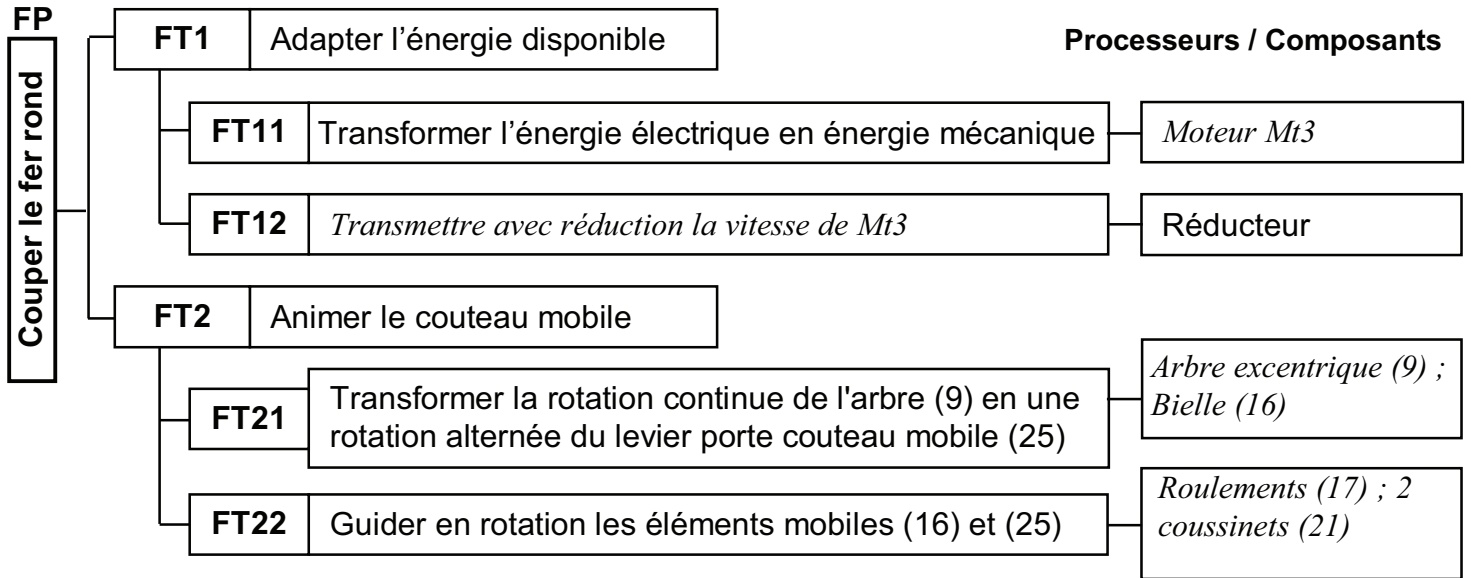 FP
Couper le fer rond
FT1 Adapter l’énergie disponible
Processeurs / Composants
FT11 Transformer l’énergie électrique en énergie mécanique Moteur Mt3
FT12 Transmettre avec réduction la vitesse de Mt3 Réducteur
FT2 Animer le couteau mobile
FT21 Transformer la rotation continue de l'arbre (9) en une
rotation alternée du levier porte couteau mobile (25)
Arbre excentrique (9) ;
Bielle (16)
FT22 Guider en rotation les éléments mobiles (16) et (25)
Roulements (17) ; 2
coussinets (21)